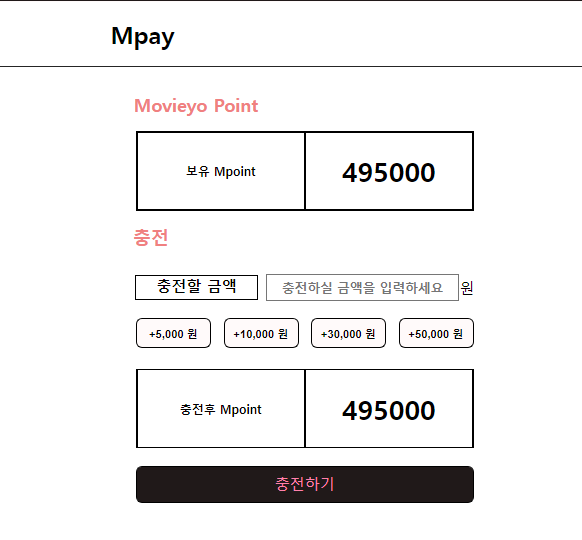 Mpay
Movieyo Point
보유 Mpoint 495000
충전
충전할 금액 충전하실 금액을 입력하세요 원
+5,000 원 +10,000 원 +30,000 원 +50,000 원
충전후 Mpoint 495000
충전하기